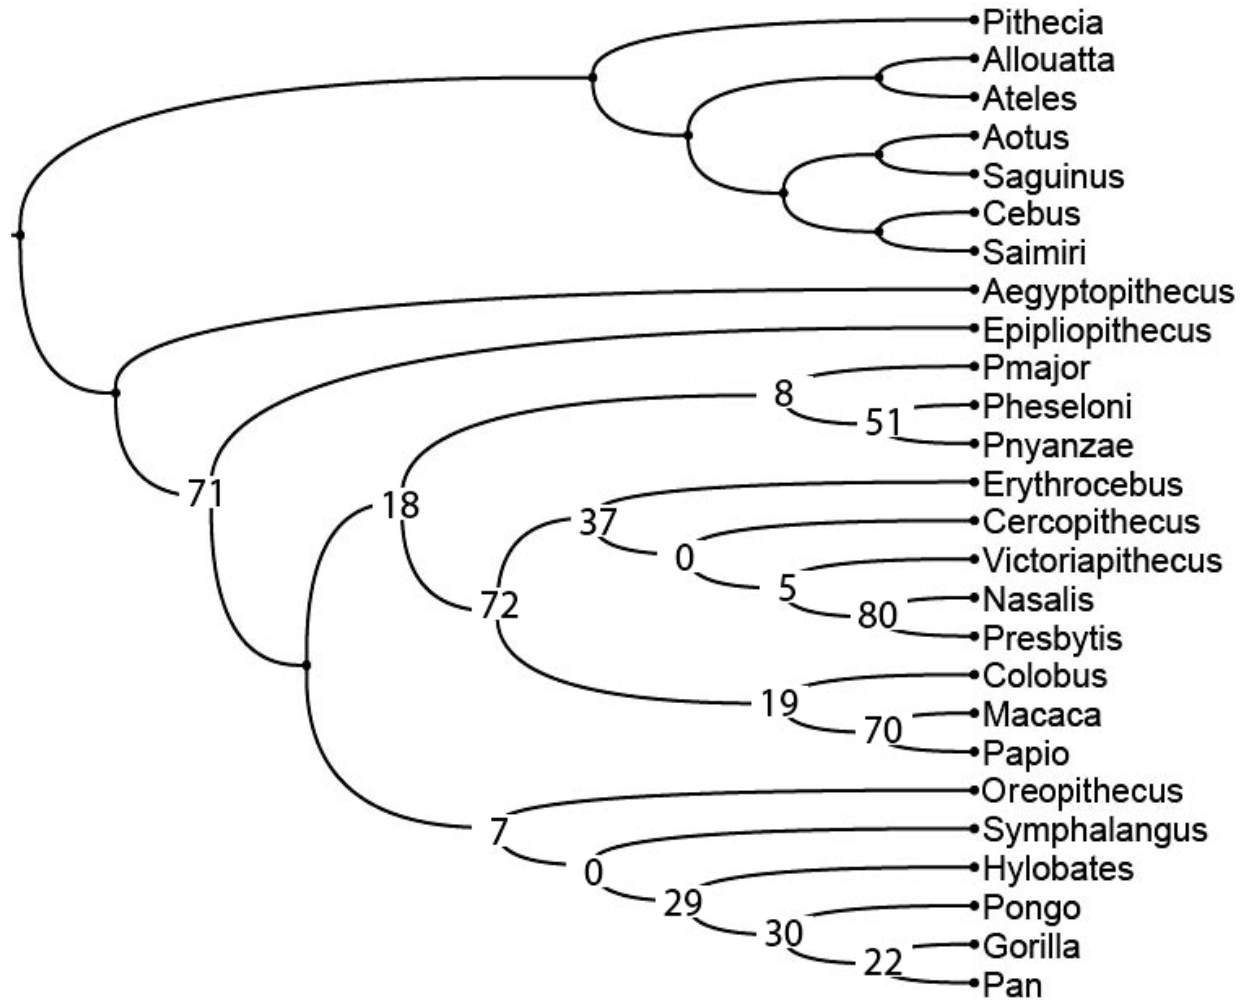 Pithecia
Allouatta
Ateles
Aotus
Saguinus
Cebus
Saimiri
Aegyptopithecus
Epipliopithecus
Pmajor
8
Pheseloni
51
Pnyanzae
Erythrocebus
71
18
37
Cercopithecus
0
Victoriapithecus
5
Nasalis
72
80
Presbytis
Colobus
19
Macaca
70
Papio
Oreopithecus
7
Symphalangus
0
Hylobates
29
Pongo
30
Gorilla
22
Pan